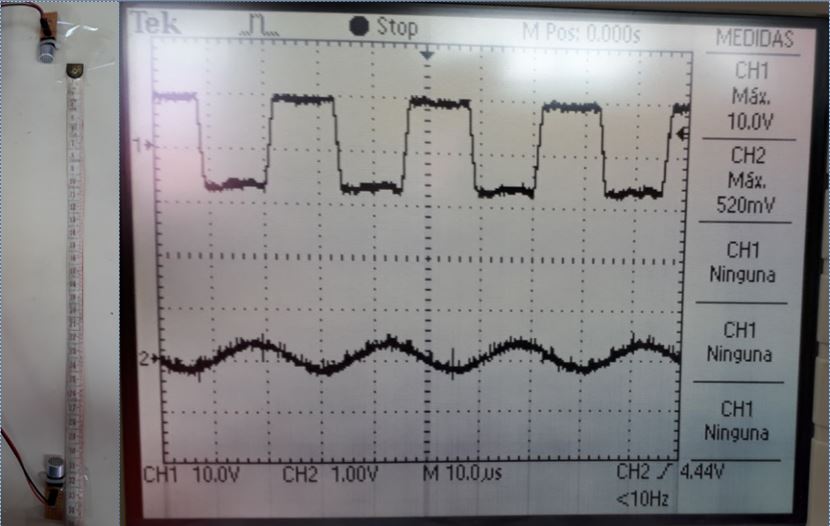 Tek
Stop
M Pos: 0.000s
MEDIDAS
CH1
Máx.
10.0V
CH2
Máx.
520mV
CH1
Ninguna
CH1
Ninguna
CH1
Ninguna
1
2
CH1 10.0V
CH2 1.00V
M 10.0µs
CH2 4.44V
<10Hz